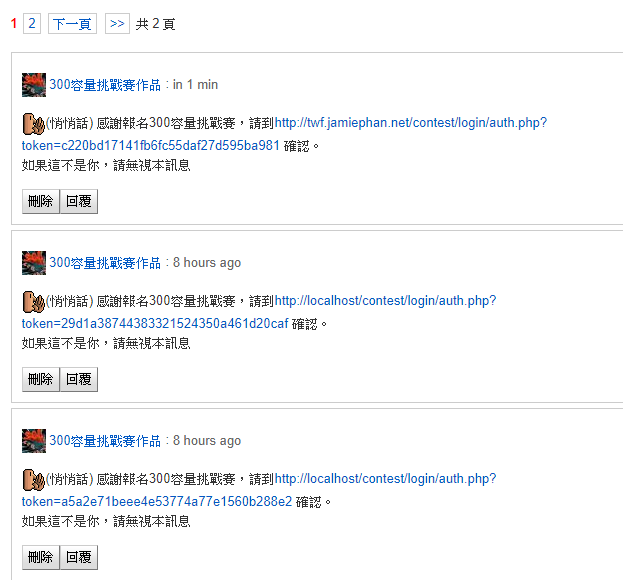 1 2 下一頁 >> 共 2 頁
300容量挑戰賽作品：in 1 min
(悄悄話) 感謝報名300容量挑戰賽，請到http://twf.jamiephan.net/contest/login/auth.php?
token=c220bd17141fb6fc55daf27d595ba981 確認。
如果這不是你，請無視本訊息
刪除 回覆
300容量挑戰賽作品：8 hours ago
(悄悄話) 感謝報名300容量挑戰賽，請到http://localhost/contest/login/auth.php?
token=29d1a38744383321524350a461d20caf 確認。
如果這不是你，請無視本訊息
刪除 回覆
300容量挑戰賽作品：8 hours ago
(悄悄話) 感謝報名300容量挑戰賽，請到http://localhost/contest/login/auth.php?
token=a5a2e71beee4e53774a77e1560b288e2 確認。
如果這不是你，請無視本訊息
刪除 回覆